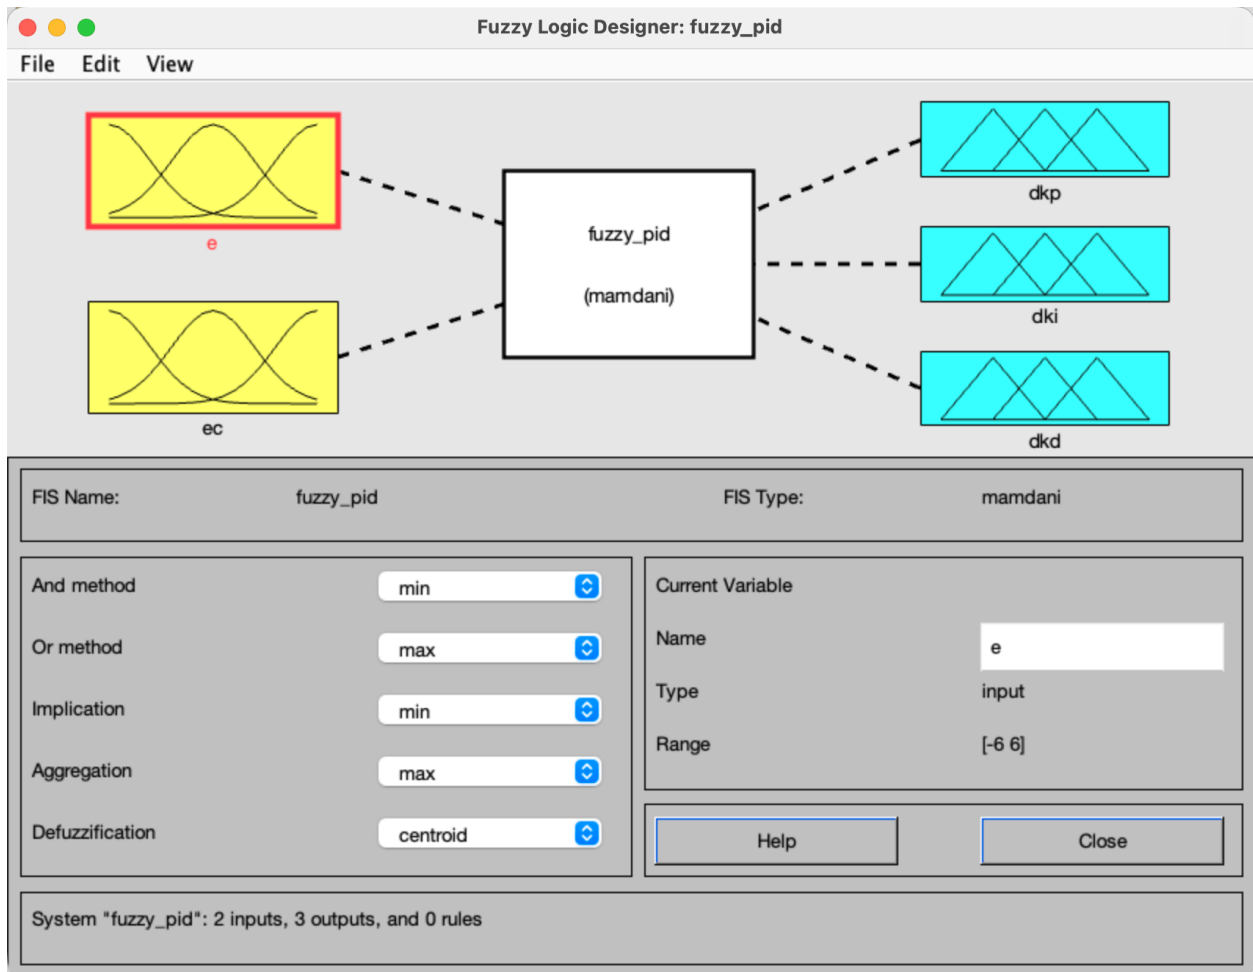 Fuzzy Logic Designer: fuzzy_pid
File Edit View
e
ec
fuzzy_pid
(mamdani)
dkp
dki
dkd
FIS Name: fuzzy_pid FIS Type: mamdani
And method min
Or method max
Implication min
Aggregation max
Defuzzification centroid
Current Variable
Name e
Type input
Range [-6 6]
Help Close
System "fuzzy_pid": 2 inputs, 3 outputs, and 0 rules